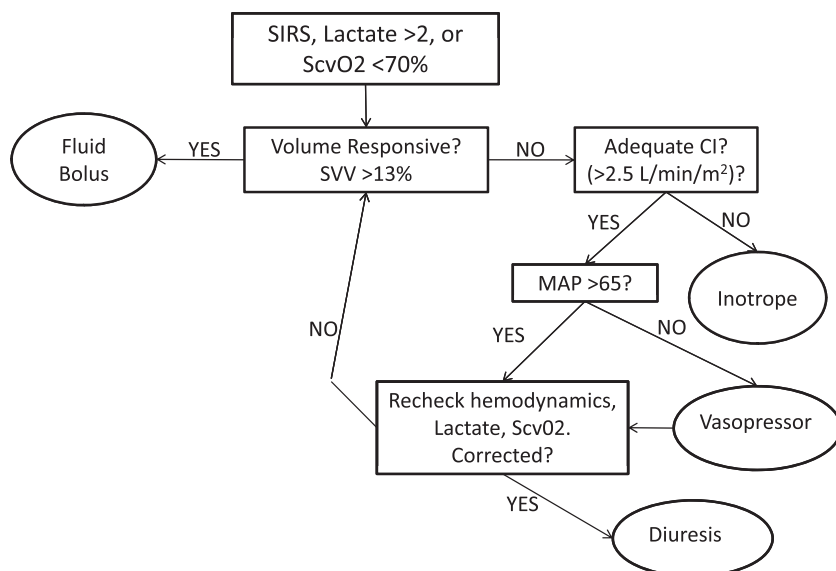 SIRS, Lactate >2, or
ScvO2 <70%
Fluid
Bolus
YES
Volume Responsive?
SVV >13%
NO
Adequate CI?
(>2.5 L/min/m²)?
YES
NO
MAP >65?
Inotrope
NO
YES
NO
Recheck hemodynamics,
Lactate, Scv02.
Corrected?
Vasopressor
YES
Diuresis